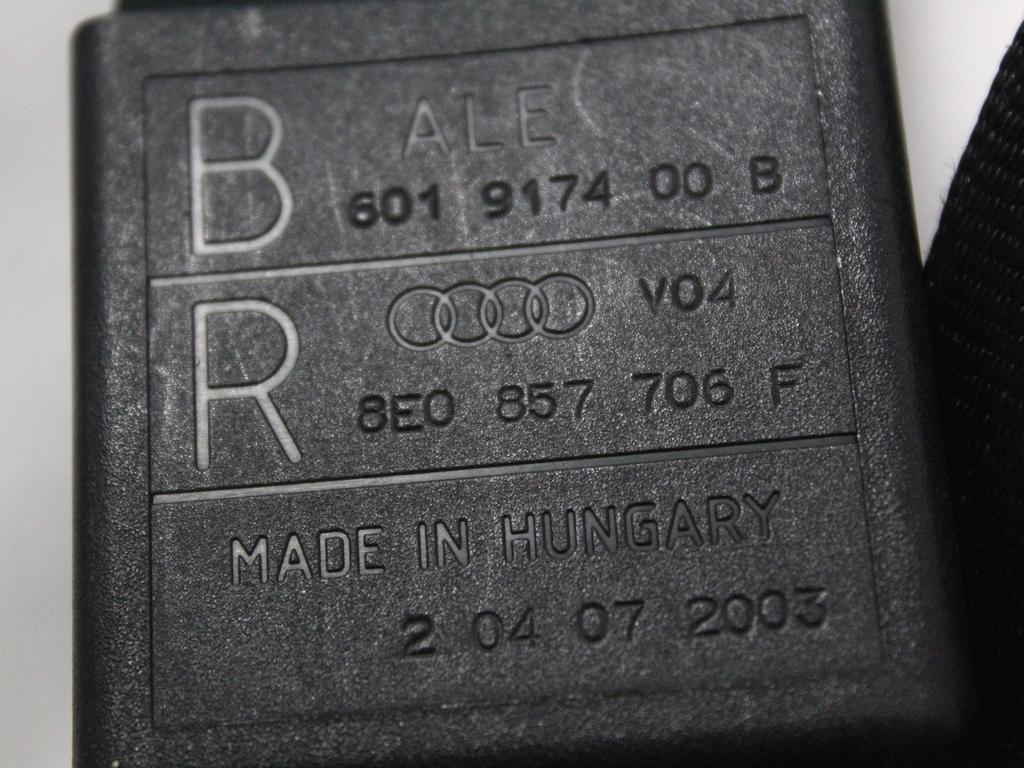 B ALE
601 9174 00 B
R V04
8E0 857 706 F
MADE IN HUNGARY
2 04 07 2003